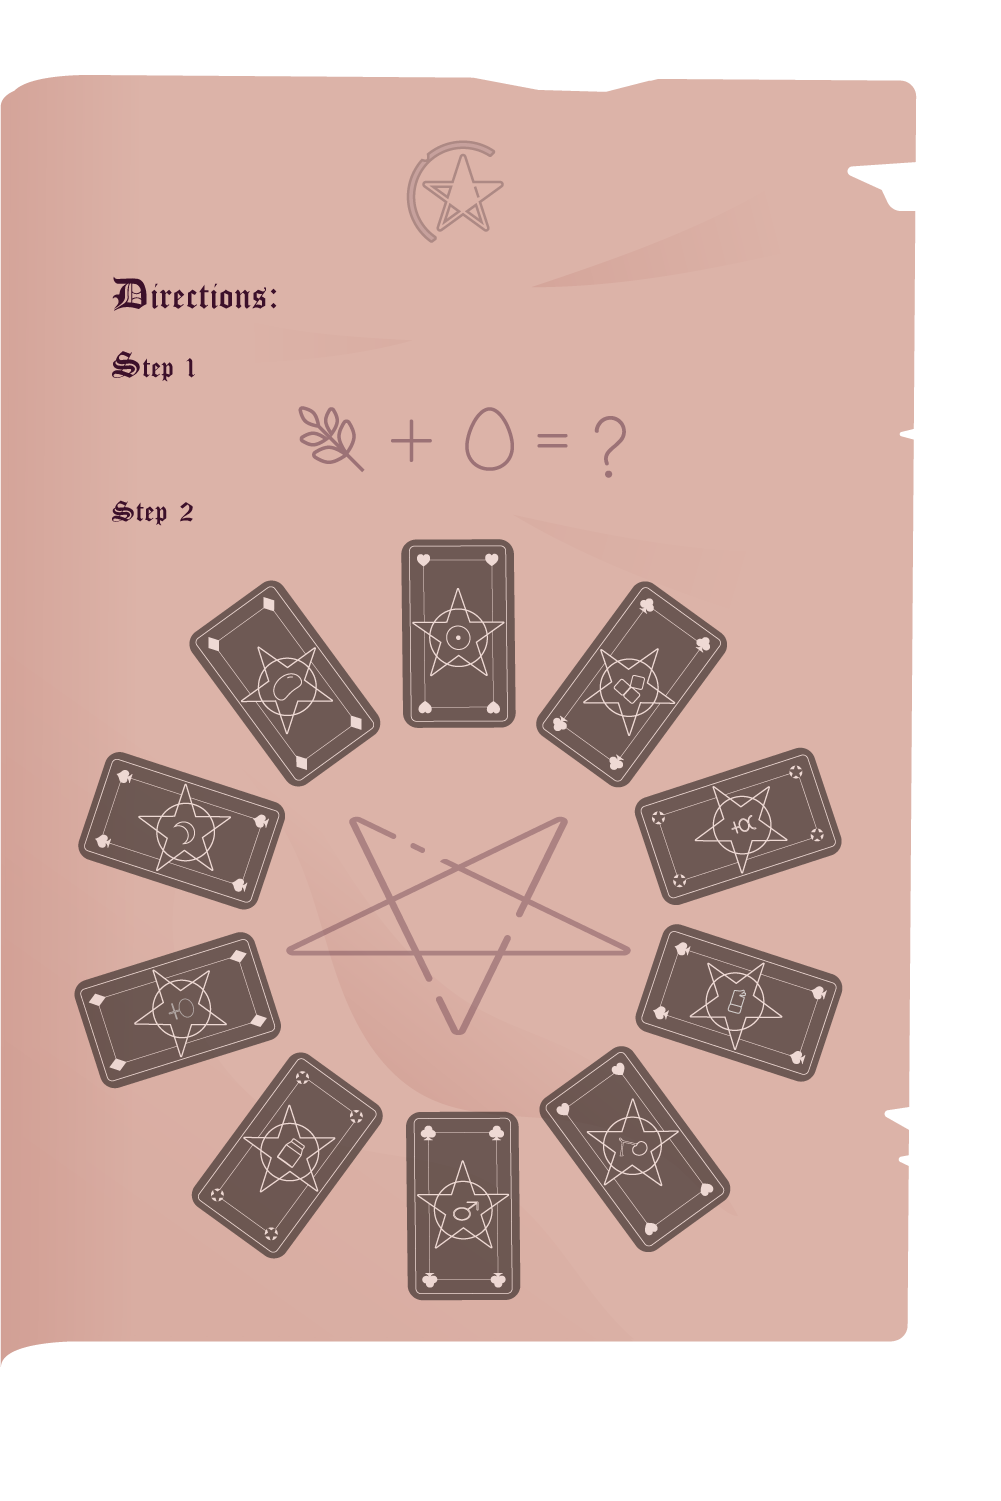 Directions:
Step 1
+ = ?
Step 2